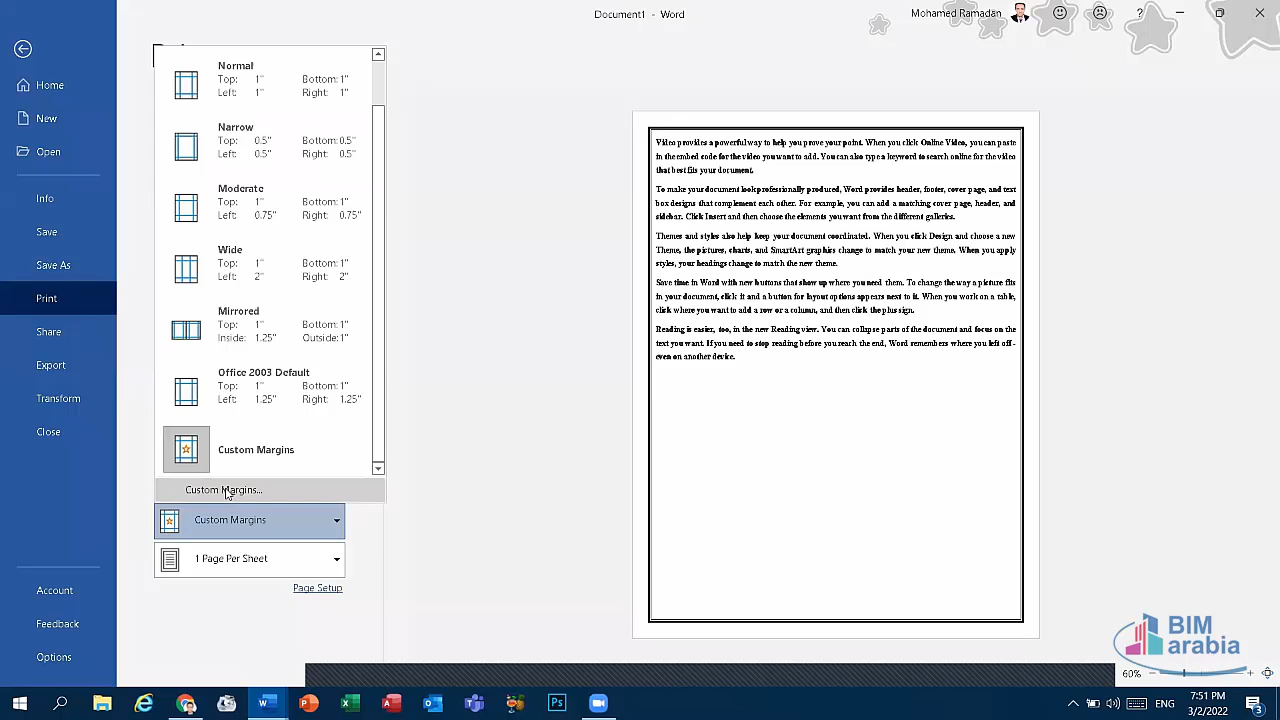 Document1 - Word
Mohamed Ramadan
?
Home
New
Open
Info
Save
Save As
Print
Share
Export
Transform
Close
Account
Feedback
Options
Normal
Top: 1" Bottom: 1"
Left: 1" Right: 1"
Narrow
Top: 0.5" Bottom: 0.5"
Left: 0.5" Right: 0.5"
Moderate
Top: 1" Bottom: 1"
Left: 0.75" Right: 0.75"
Wide
Top: 1" Bottom: 1"
Left: 2" Right: 2"
Mirrored
Top: 1" Bottom: 1"
Inside: 1.25" Outside: 1"
Office 2003 Default
Top: 1" Bottom: 1"
Left: 1.25" Right: 1.25"
Custom Margins
Custom Margins...
Custom Margins
1 Page Per Sheet
Page Setup
Video provides a powerful way to help you prove your point. When you click Online Video, you can paste
in the embed code for the video you want to add. You can also type a keyword to search online for the video
that best fits your document.
To make your document look professionally produced, Word provides header, footer, cover page, and text
box designs that complement each other. For example, you can add a matching cover page, header, and
sidebar. Click Insert and then choose the elements you want from the different galleries.
Themes and styles also help keep your document coordinated. When you click Design and choose a new
Theme, the pictures, charts, and SmartArt graphics change to match your new theme. When you apply
styles, your headings change to match the new theme.
Save time in Word with new buttons that show up where you need them. To change the way a picture fits
in your document, click it and a button for layout options appears next to it. When you work on a table,
click where you want to add a row or a column, and then click the plus sign.
Reading is easier, too, in the new Reading view. You can collapse parts of the document and focus on the
text you want. If you need to stop reading before you reach the end, Word remembers where you left off -
even on another device.
BIM
arabia
60%
Ps
ENG
7:51 PM
3/2/2022
3